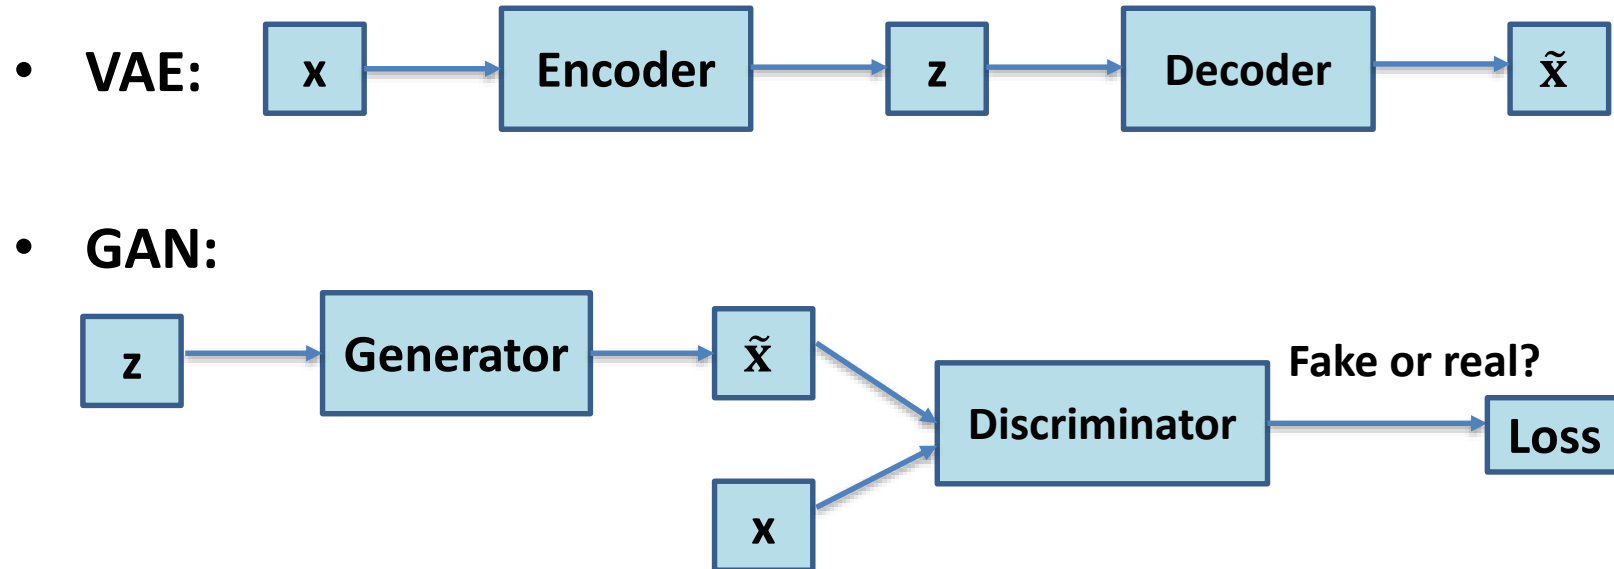 • VAE: x Encoder z Decoder x̃
• GAN:
z Generator x̃ Fake or real?
Discriminator Loss
x